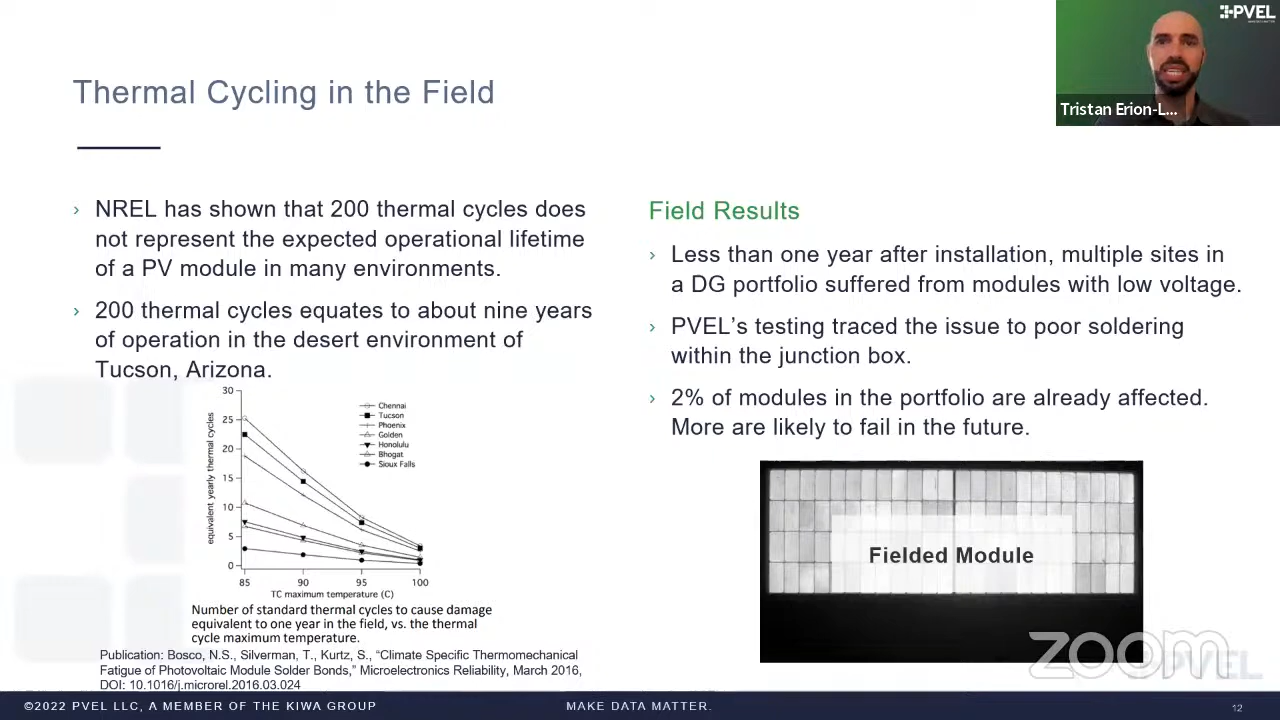 PVEL
Tristan Erion-L...
Thermal Cycling in the Field
› NREL has shown that 200 thermal cycles does
not represent the expected operational lifetime
of a PV module in many environments.
› 200 thermal cycles equates to about nine years
of operation in the desert environment of
Tucson, Arizona.
30
25
20
15
10
5
0
equivalent yearly thermal cycles
Chennai
Tucson
Phoenix
Golden
Honolulu
Bhogat
Sioux Falls
85 90 95 100
TC maximum temperature (C)
Number of standard thermal cycles to cause damage
equivalent to one year in the field, vs. the thermal
cycle maximum temperature.
Publication: Bosco, N.S., Silverman, T., Kurtz, S., “Climate Specific Thermomechanical
Fatigue of Photovoltaic Module Solder Bonds,” Microelectronics Reliability, March 2016,
DOI: 10.1016/j.microrel.2016.03.024
Field Results
› Less than one year after installation, multiple sites in
a DG portfolio suffered from modules with low voltage.
› PVEL’s testing traced the issue to poor soldering
within the junction box.
› 2% of modules in the portfolio are already affected.
More are likely to fail in the future.
Fielded Module
zoom
PVEL
©2022 PVEL LLC, A MEMBER OF THE KIWA GROUP
MAKE DATA MATTER.
12